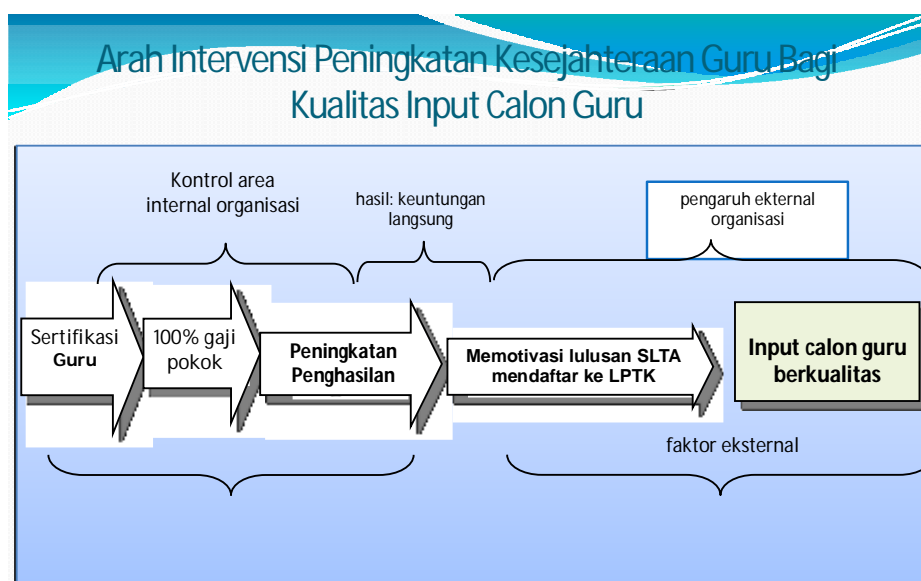 Arah Intervensi Peningkatan Kesejahteraan Guru Bagi
Kualitas Input Calon Guru
Kontrol area
internal organisasi
hasil: keuntungan
langsung
pengaruh ekternal
organisasi
Sertifikasi
Guru
100% gaji
pokok
Peningkatan
Penghasilan
Memotivasi lulusan SLTA
mendaftar ke LPTK
Input calon guru
berkualitas
faktor eksternal